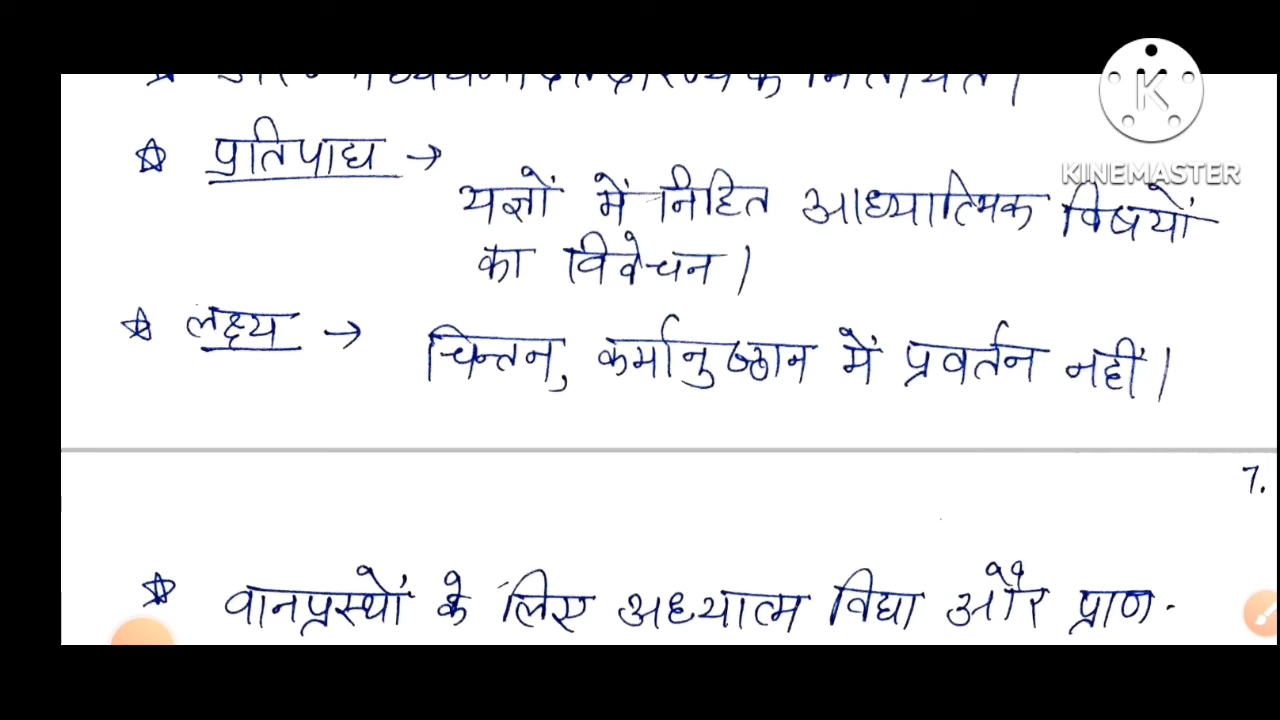 KINEMASTER
☆ प्रतिपाद्य →
यज्ञों में निहित आध्यात्मिक विषयों
का विवेचन।
☆ लक्ष्य →
चिन्तन, कर्मानुष्ठान में प्रवर्तन नहीं।
7.
☆ वानप्रस्थों के लिए अध्यात्म विद्या और प्राण-